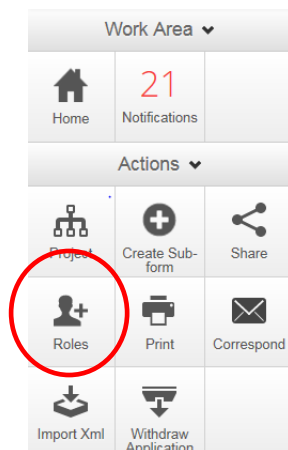 Work Area
21
Home Notifications
Actions
Project Create Sub-
form Share
Roles Print Correspond
Import Xml Withdraw
Application